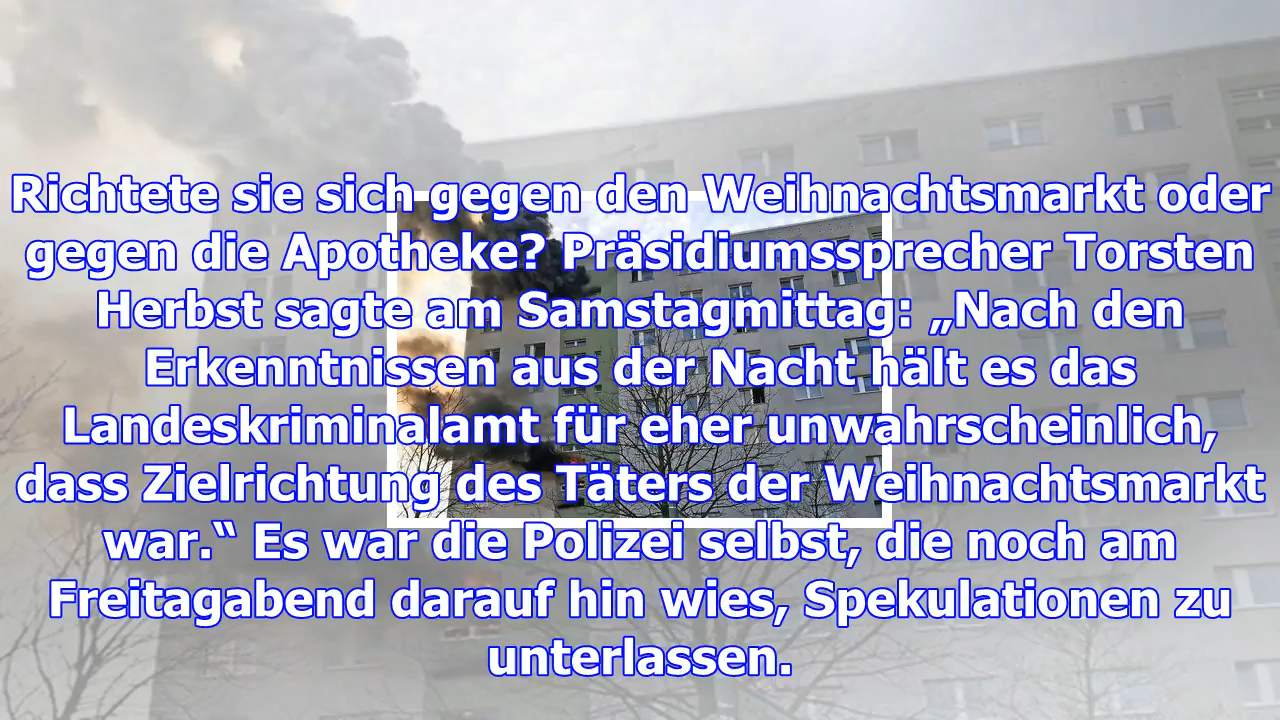 Richtete sie sich gegen den Weihnachtsmarkt oder
gegen die Apotheke? Präsidiumssprecher Torsten
Herbst sagte am Samstagmittag: „Nach den
Erkenntnissen aus der Nacht hält es das
Landeskriminalamt für eher unwahrscheinlich,
dass Zielrichtung des Täters der Weihnachtsmarkt
war.“ Es war die Polizei selbst, die noch am
Freitagabend darauf hin wies, Spekulationen zu
unterlassen.